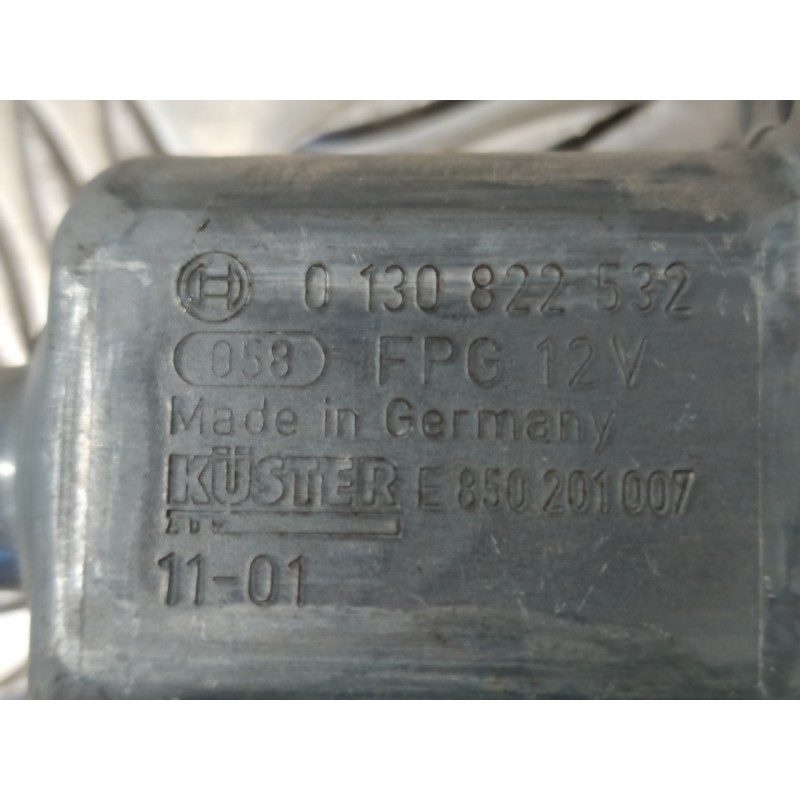 0 130 822 532
058 FPG 12V
Made in Germany
KÜSTER E 850 201 007
11-01